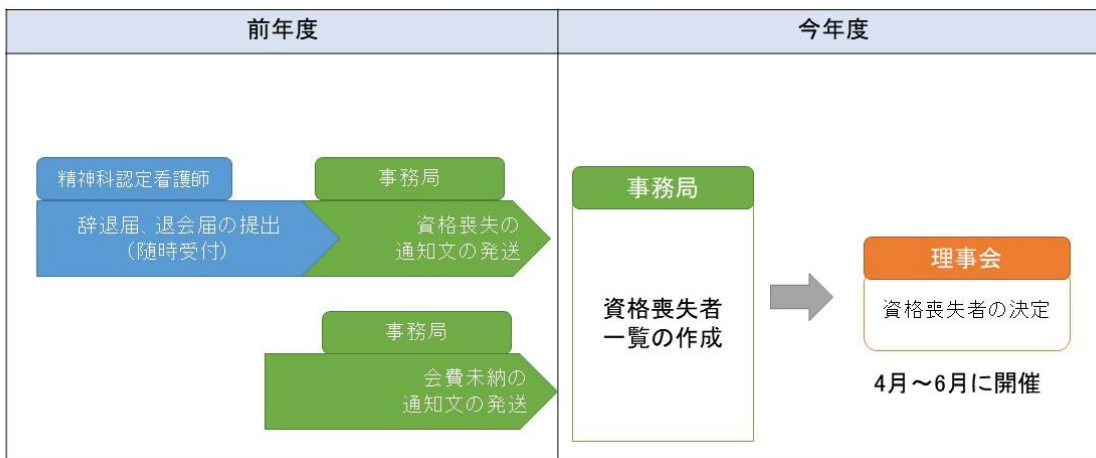 前年度
今年度
精神科認定看護師
辞退届、退会届の提出
(随時受付)
事務局
資格喪失の
通知文の発送
事務局
会費未納の
通知文の発送
事務局
資格喪失者
一覧の作成
理事会
資格喪失者の決定
4月～6月に開催